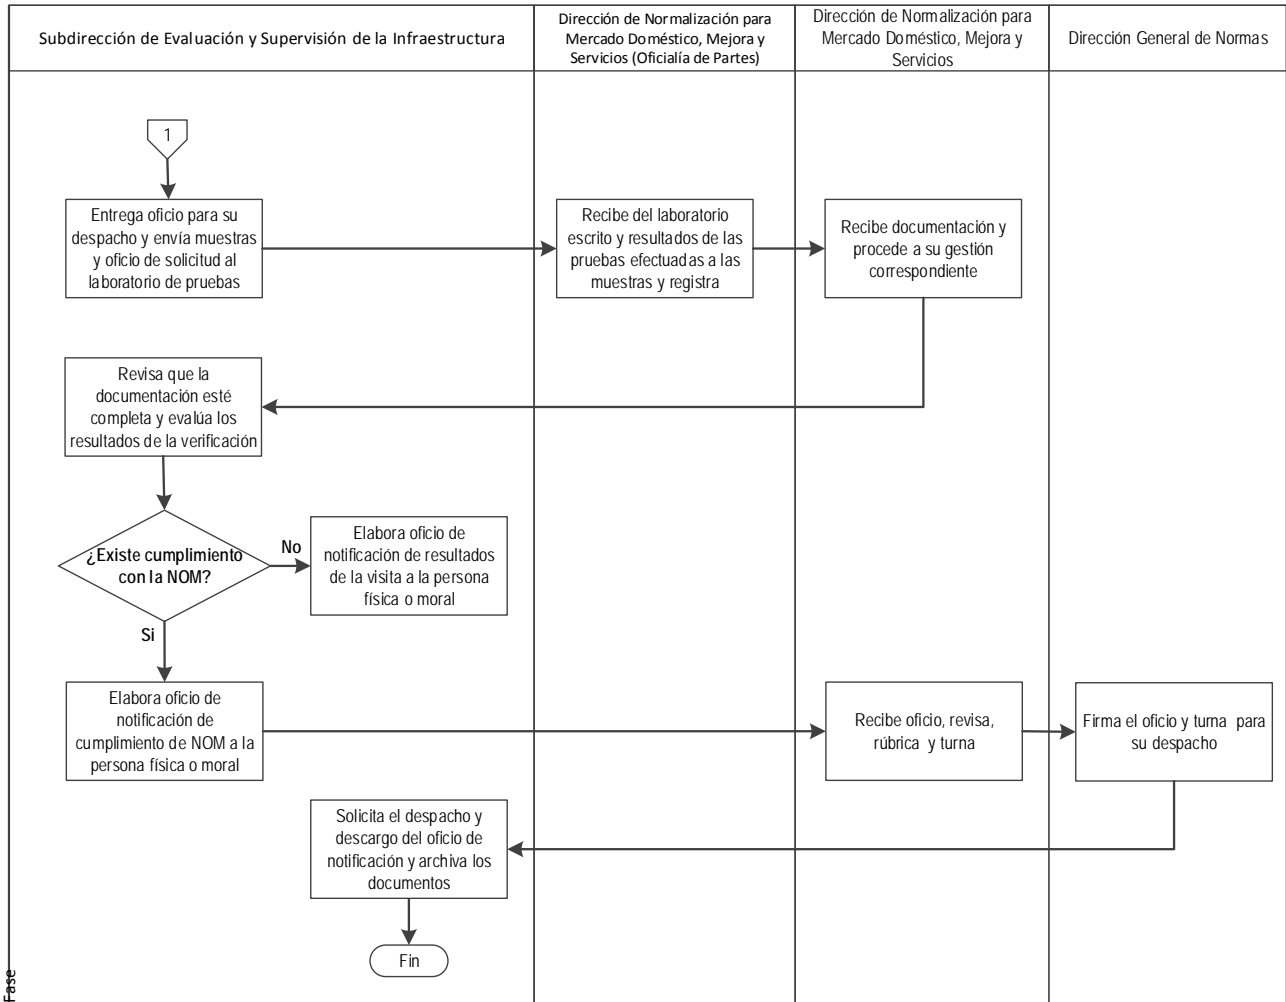 Subdirección de Evaluación y Supervisión de la Infraestructura
Dirección de Normalización para
Mercado Doméstico, Mejora y
Servicios (Oficialía de Partes)
Dirección de Normalización para
Mercado Doméstico, Mejora y
Servicios
Dirección General de Normas
1
Entrega oficio para su
despacho y envía muestras
y oficio de solicitud al
laboratorio de pruebas
Recibe del laboratorio
escrito y resultados de las
pruebas efectuadas a las
muestras y registra
Recibe documentación y
procede a su gestión
correspondiente
Revisa que la
documentación esté
completa y evalúa los
resultados de la verificación
¿Existe cumplimiento
con la NOM?
No
Elabora oficio de
notificación de resultados
de la visita a la persona
física o moral
Si
Elabora oficio de
notificación de
cumplimiento de NOM a la
persona física o moral
Recibe oficio, revisa,
rúbrica y turna
Firma el oficio y turna para
su despacho
Solicita el despacho y
descargo del oficio de
notificación y archiva los
documentos
Fin
Fase